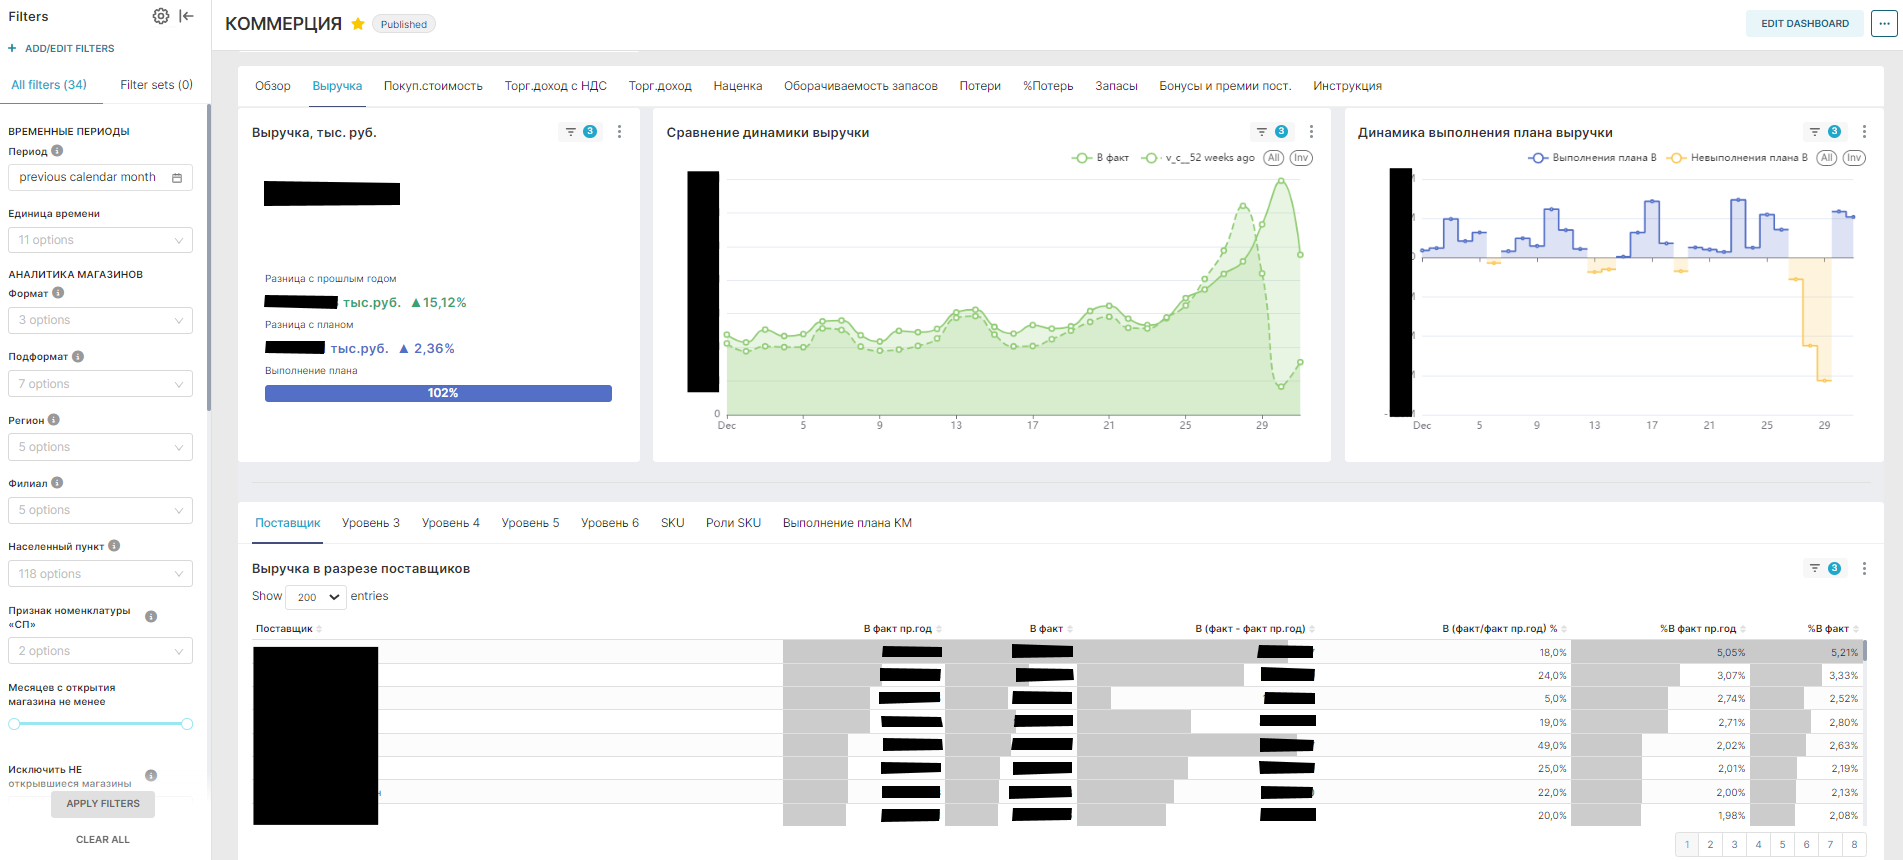 Filters
+ ADD/EDIT FILTERS
All filters (34) Filter sets (0)
ВРЕМЕННЫЕ ПЕРИОДЫ
Период
previous calendar month
Единица времени
11 options
АНАЛИТИКА МАГАЗИНОВ
Формат
3 options
Подформат
7 options
Регион
5 options
Филиал
5 options
Населенный пункт
118 options
Признак номенклатуры
«СП»
2 options
Месяцев с открытия
магазина не менее
Исключить НЕ
открывшиеся магазины
APPLY FILTERS
CLEAR ALL
КОММЕРЦИЯ Published
EDIT DASHBOARD
Обзор Выручка Покуп.стоимость Торг.доход с НДС Торг.доход Наценка Оборачиваемость запасов Потери %Потерь Запасы Бонусы и премии пост. Инструкция
Выручка, тыс. руб. 3
Разница с прошлым годом
тыс.руб. ▲15,12%
Разница с планом
тыс.руб. ▲ 2,36%
Выполнение плана
102%
Сравнение динамики выручки 3
В факт v_c__52 weeks ago All Inv
0
Dec 5 9 13 17 21 25 29
Динамика выполнения плана выручки 3
Выполнения плана В Невыполнения плана В All Inv
Dec 5 9 13 17 21 25 29
Поставщик Уровень 3 Уровень 4 Уровень 5 Уровень 6 SKU Роли SKU Выполнение плана КМ
Выручка в разрезе поставщиков 3
Show 200 entries
Поставщик В факт пр.год В факт В (факт - факт пр.год) В (факт/факт пр.год) % %В факт пр.год %В факт
18,0% 5,05% 5,21%
24,0% 3,07% 3,33%
5,0% 2,74% 2,52%
19,0% 2,71% 2,80%
49,0% 2,02% 2,63%
25,0% 2,01% 2,19%
22,0% 2,00% 2,13%
20,0% 1,98% 2,08%
1 2 3 4 5 6 7 8